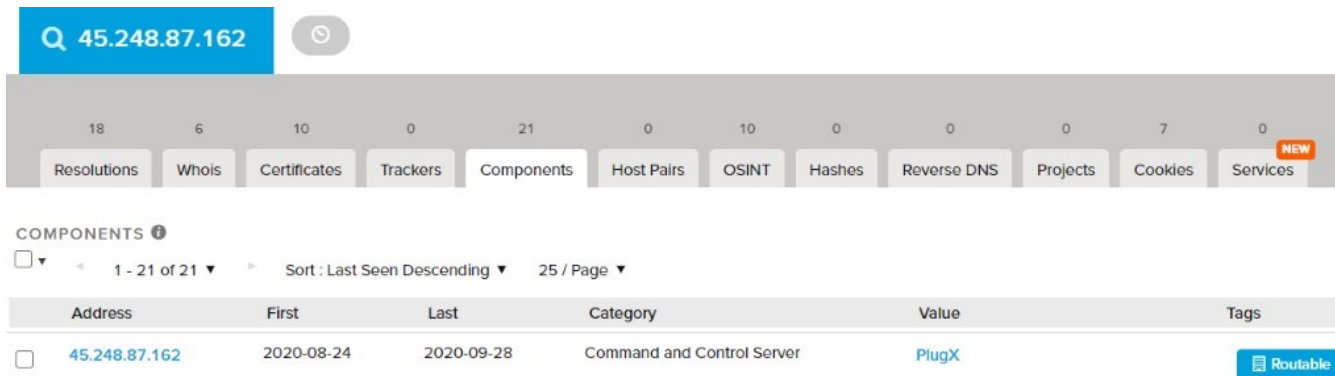 45.248.87.162
18 6 10 0 21 0 10 0 0 0 7 0
NEW
Resolutions Whois Certificates Trackers Components Host Pairs OSINT Hashes Reverse DNS Projects Cookies Services
COMPONENTS
1 - 21 of 21 Sort : Last Seen Descending 25 / Page
Address First Last Category Value Tags
45.248.87.162 2020-08-24 2020-09-28 Command and Control Server PlugX Routable